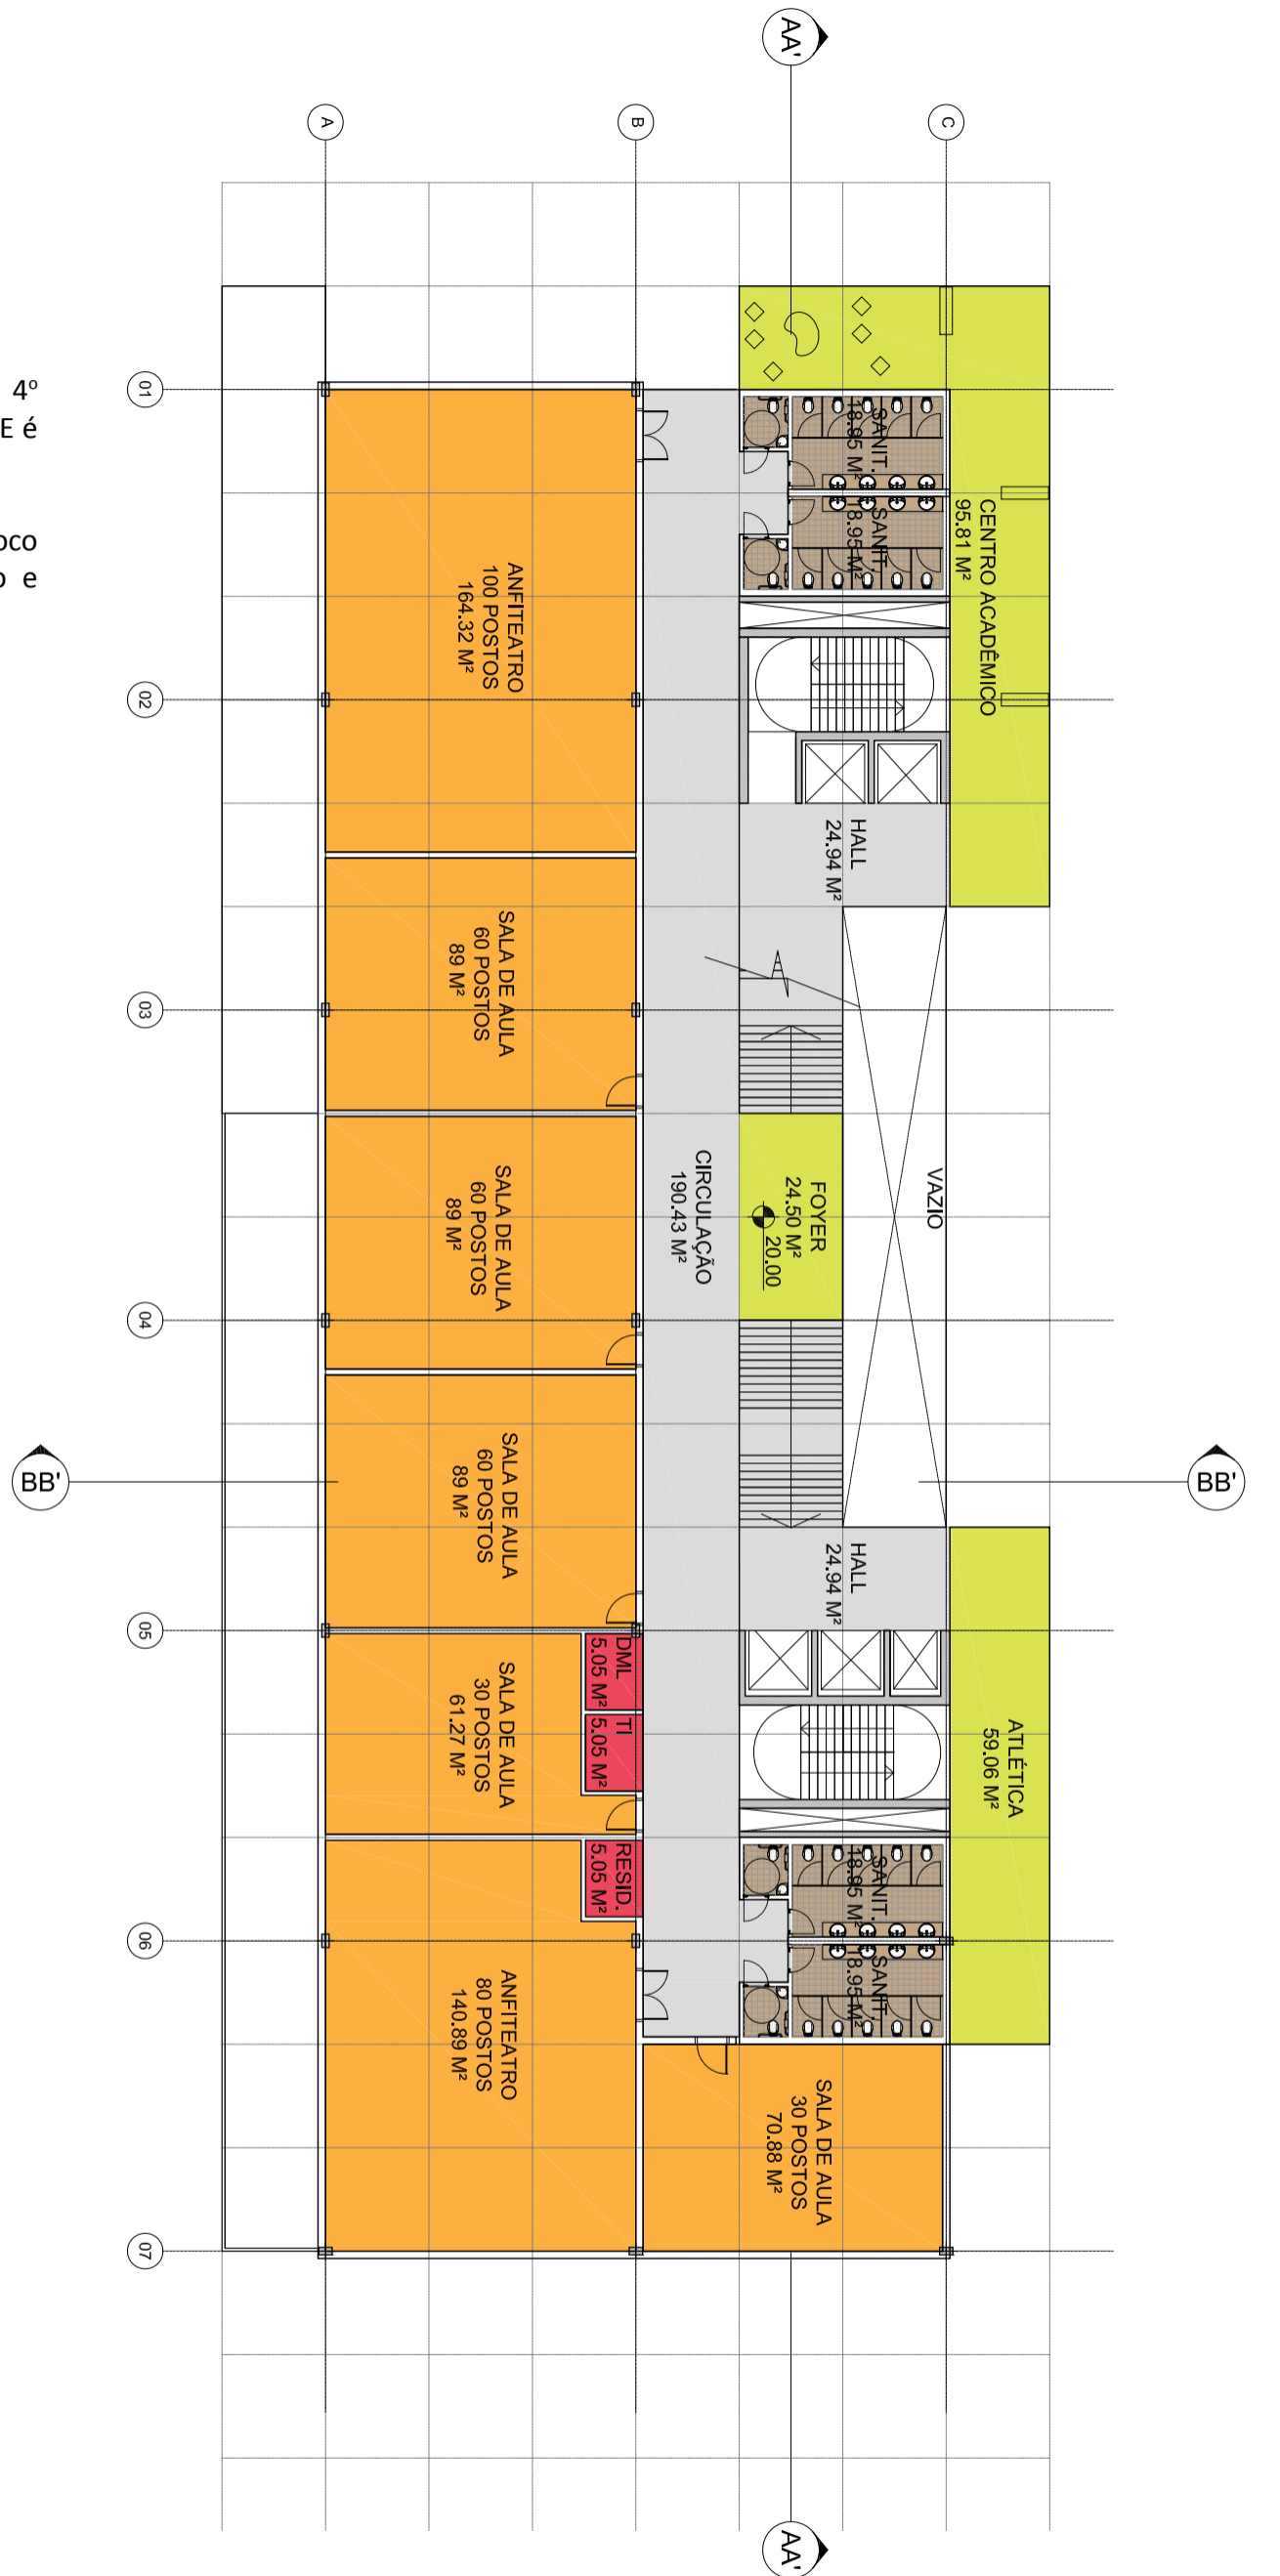 AA'
A
B
C
4º
E é
oco
o e
01
02
03
04
05
06
07
CENTRO ACADÊMICO
95.81 M²
SANIT.
18.95 M²
SANIT.
18.95 M²
ANFITEATRO
100 POSTOS
164.32 M²
HALL
24.94 M²
SALA DE AULA
60 POSTOS
89 M²
VAZIO
FOYER
24.50 M²
20.00
CIRCULAÇÃO
190.43 M²
SALA DE AULA
60 POSTOS
89 M²
SALA DE AULA
60 POSTOS
89 M²
BB'
BB'
HALL
24.94 M²
DML
5.05 M²
TI
5.05 M²
SALA DE AULA
30 POSTOS
61.27 M²
ATLÉTICA
59.06 M²
RESID.
5.05 M²
SANIT.
18.95 M²
SANIT.
18.95 M²
ANFITEATRO
80 POSTOS
140.89 M²
SALA DE AULA
30 POSTOS
70.88 M²
AA'